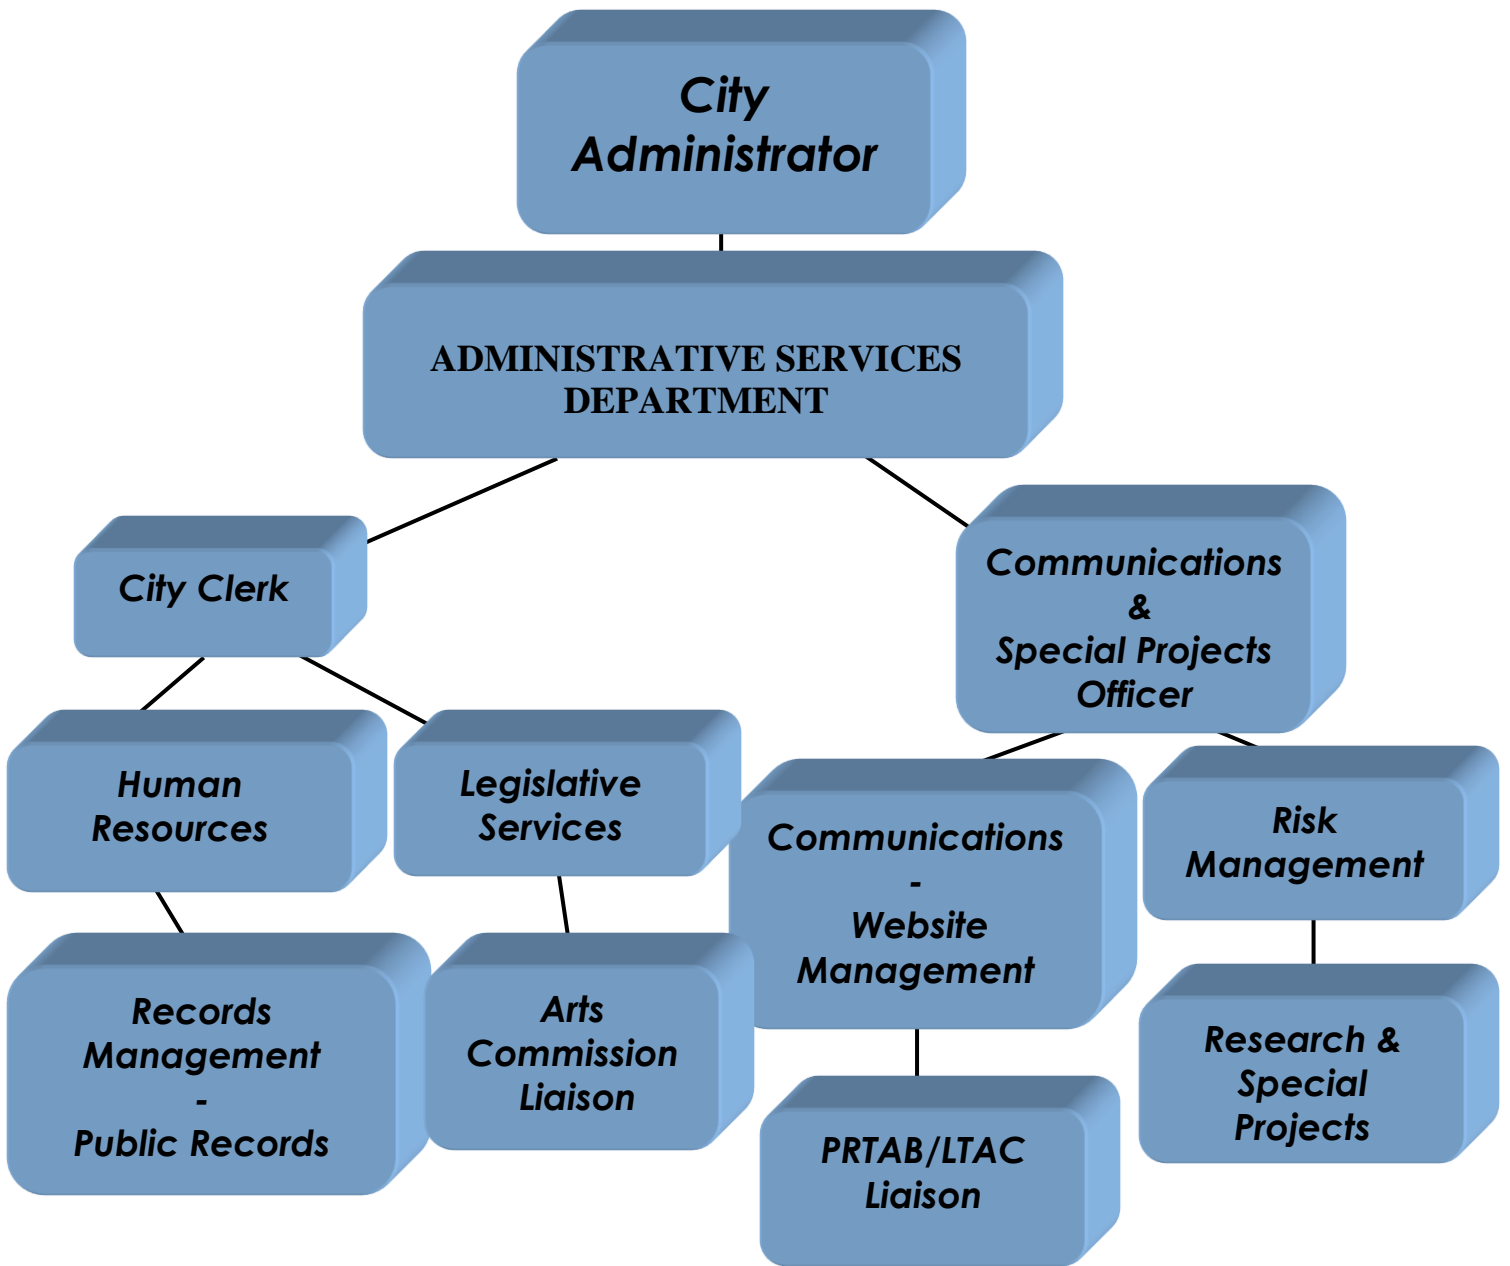 City
Administrator
ADMINISTRATIVE SERVICES
DEPARTMENT
City Clerk
Communications
&
Special Projects
Officer
Human
Resources
Legislative
Services
Communications
-
Website
Management
Risk
Management
Records
Management
-
Public Records
Arts
Commission
Liaison
PRTAB/LTAC
Liaison
Research &
Special
Projects